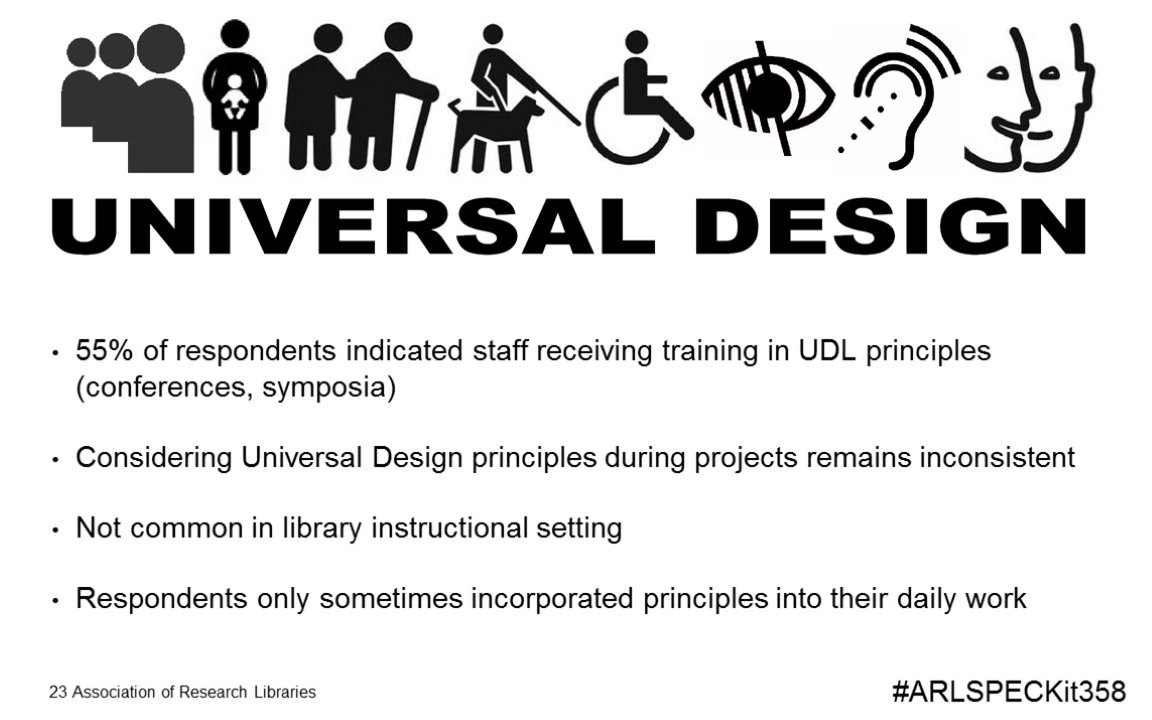 UNIVERSAL DESIGN
• 55% of respondents indicated staff receiving training in UDL principles
(conferences, symposia)
• Considering Universal Design principles during projects remains inconsistent
• Not common in library instructional setting
• Respondents only sometimes incorporated principles into their daily work
23 Association of Research Libraries
#ARLSPECKit358